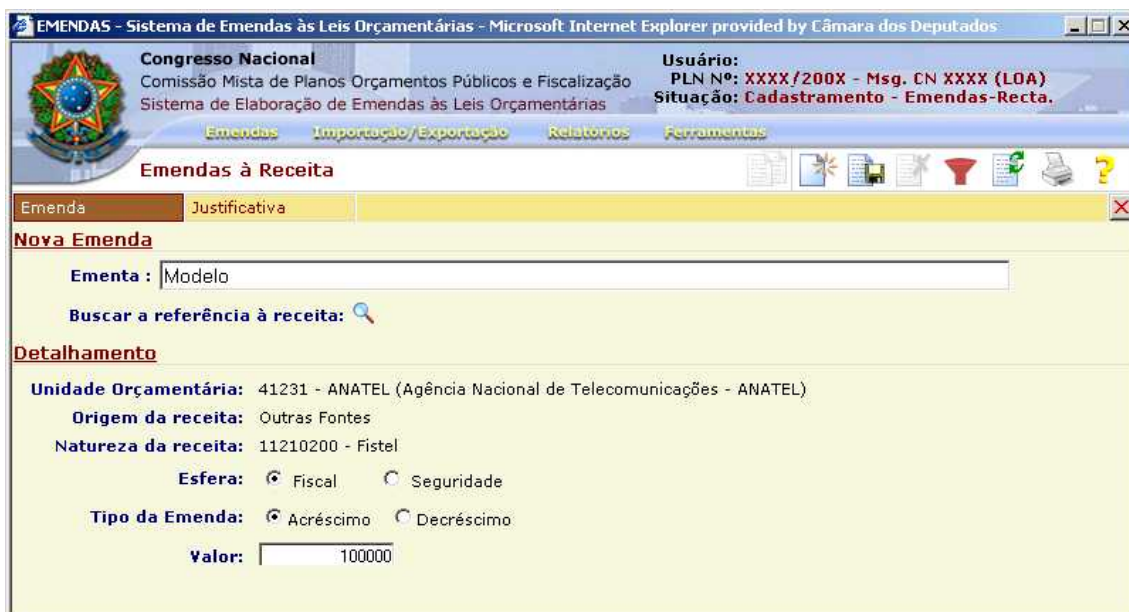 EMENDAS - Sistema de Emendas às Leis Orçamentárias - Microsoft Internet Explorer provided by Câmara dos Deputados
Congresso Nacional
Comissão Mista de Planos Orçamentos Públicos e Fiscalização
Sistema de Elaboração de Emendas às Leis Orçamentárias
Usuário:
PLN Nº: XXXX/200X - Msg. CN XXXX (LOA)
Situação: Cadastramento - Emendas-Recta.
Emendas Importação/Exportação Relatórios Ferramentas
Emendas à Receita
Emenda Justificativa
Nova Emenda
Ementa : Modelo
Buscar a referência à receita:
Detalhamento
Unidade Orçamentária: 41231 - ANATEL (Agência Nacional de Telecomunicações - ANATEL)
Origem da receita: Outras Fontes
Natureza da receita: 11210200 - Fistel
Esfera: Fiscal Seguridade
Tipo da Emenda: Acréscimo Decréscimo
Valor: 100000